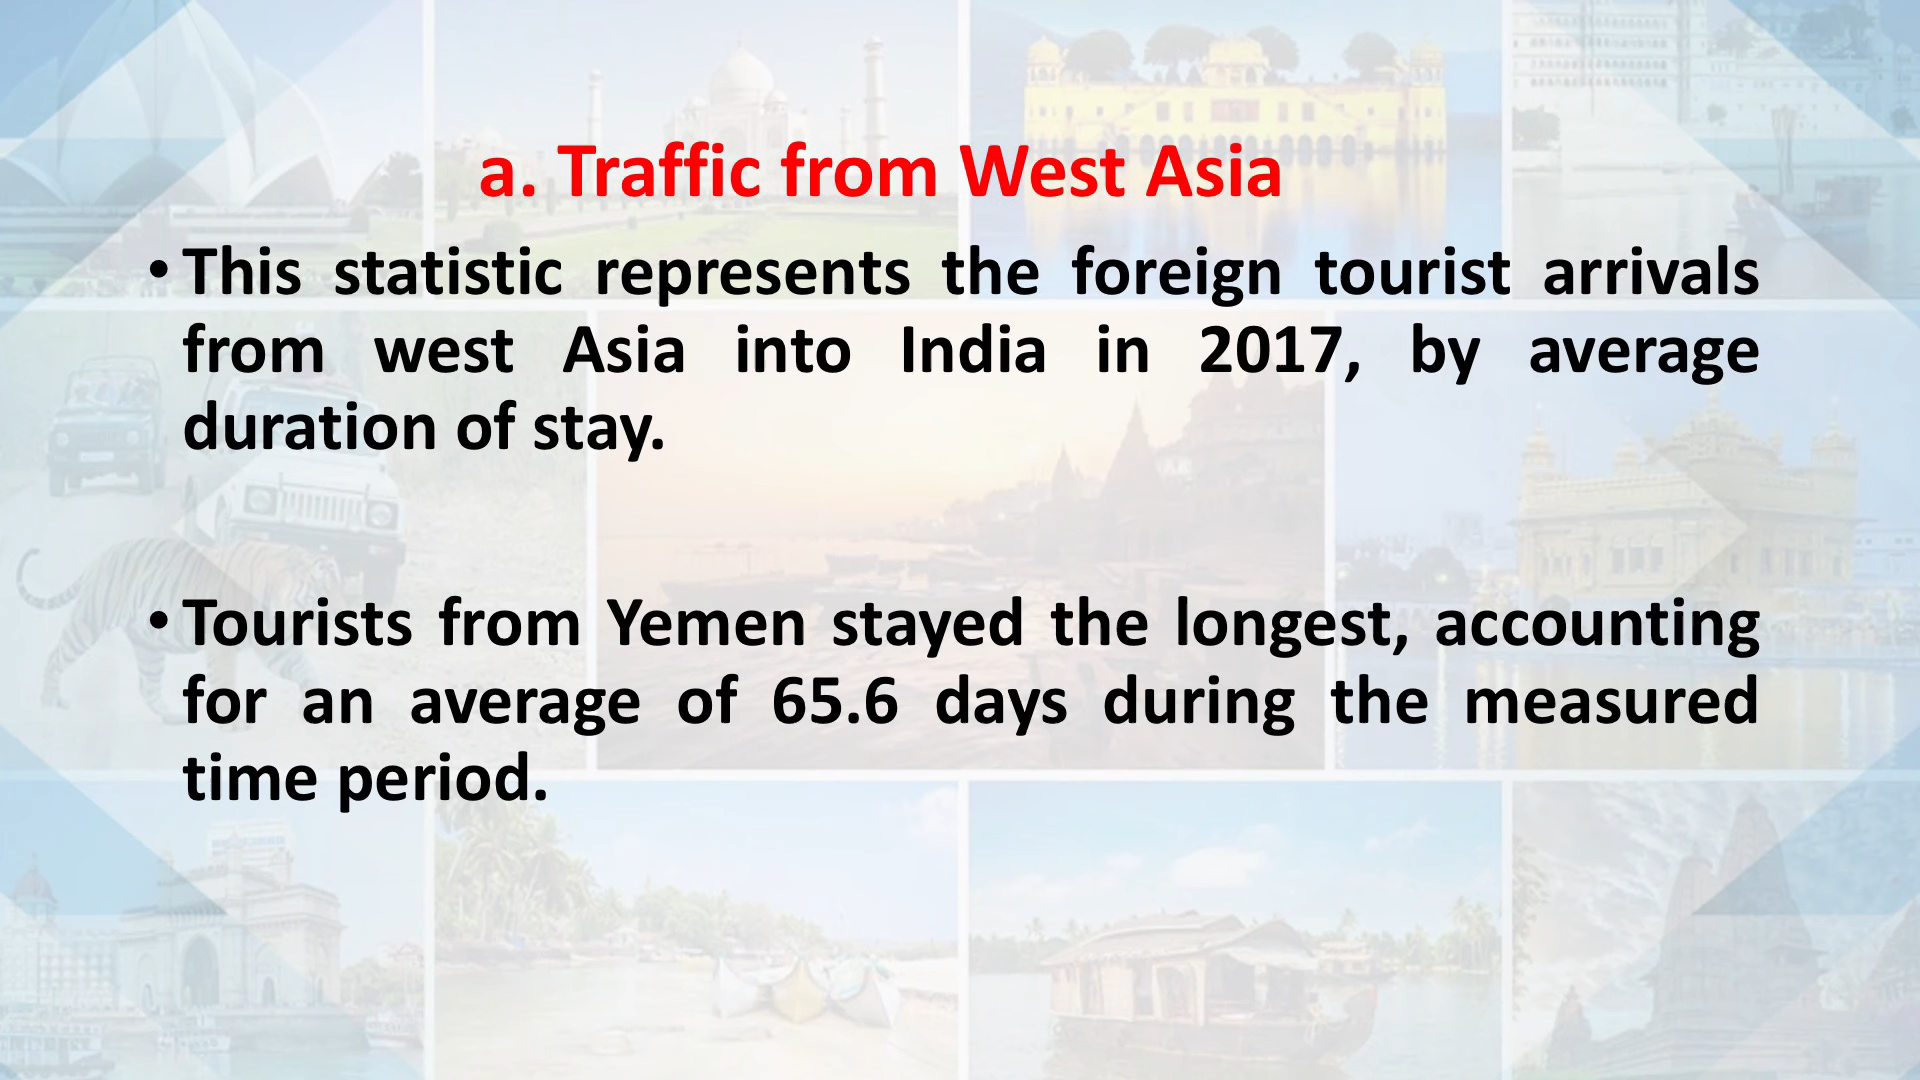 a. Traffic from West Asia
• This statistic represents the foreign tourist arrivals
from west Asia into India in 2017, by average
duration of stay.
• Tourists from Yemen stayed the longest, accounting
for an average of 65.6 days during the measured
time period.